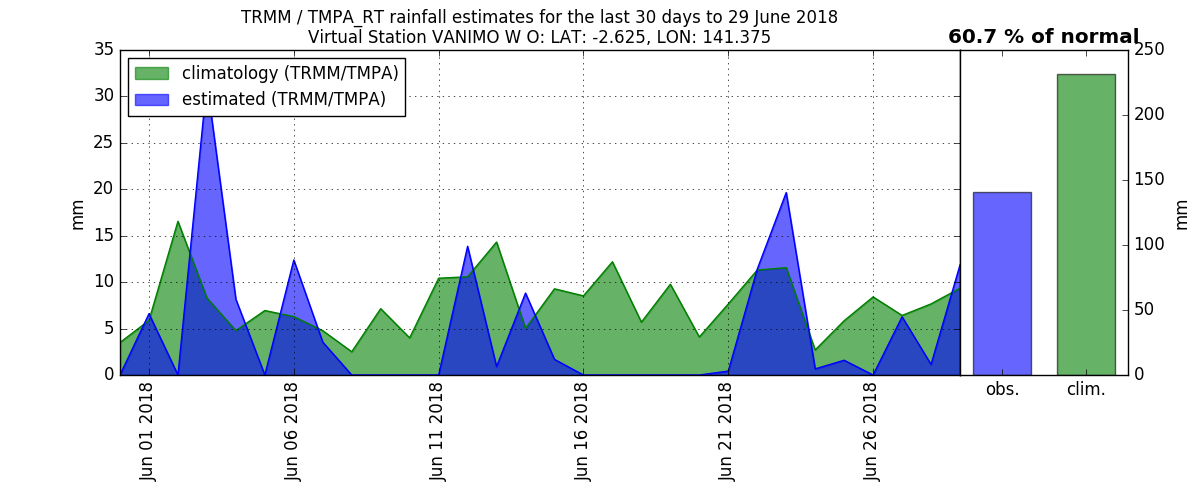 TRMM / TMPA_RT rainfall estimates for the last 30 days to 29 June 2018
Virtual Station VANIMO W O: LAT: -2.625, LON: 141.375
60.7 % of normal
climatology (TRMM/TMPA)
estimated (TRMM/TMPA)
35
30
25
20
15
10
5
0
mm
Jun 01 2018
Jun 06 2018
Jun 11 2018
Jun 16 2018
Jun 21 2018
Jun 26 2018
obs.
clim.
250
200
150
100
50
0
mm